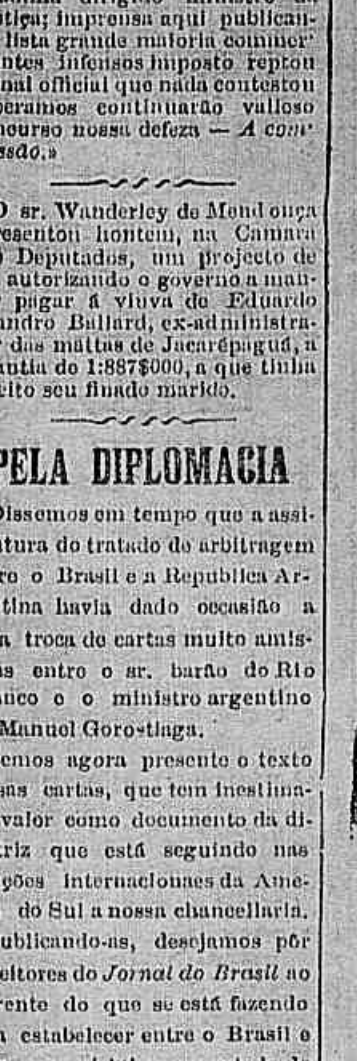 tiça; imprensa aqui publican-
lista grande maioria commer-
ntes infensos imposto reptou
nal official que nada contestou
peramos continuarão valioso
ncurso nossa defeza — A com-
ssão.»
O sr. Wanderley de Mendonça
resentou hontem, na Camara
Deputados, um projecto de
autorizando o governo a man-
pagar á viuva de Eduardo
andro Ballard, ex-administra-
das mattas de Jacarépaguá, a
antia de 1:887$000, a que tinha
eito seu finado marido.
PELA DIPLOMACIA
Dissemos em tempo que a assi-
atura do tratado de arbitragem
re o Brasil e a Republica Ar-
tina havia dado occasião a
a troca de cartas muito amis-
as entre o sr. barão do Rio
anco e o ministro argentino
Manuel Gorostiaga.
emos agora presente o texto
sas cartas, que tem inestima-
valor como documento da di-
triz que está seguindo nas
ções internacionaes da Ame-
do Sul a nossa chancellaria.
ublicando-as, desejamos pôr
eitores do Jornal do Brasil ao
rente do que se está fazendo
a estabelecer entre o Brasil e